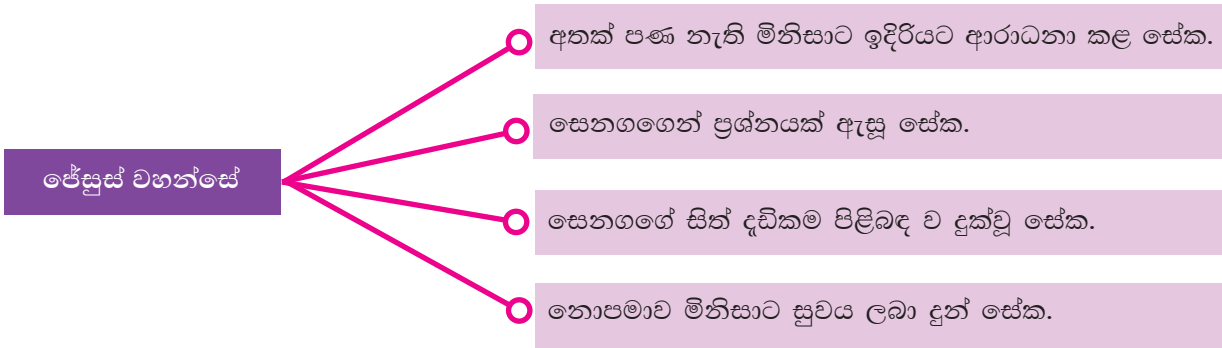 අතක් පණ නැති මිනිසාට ඉදිරියට ආරාධනා කළ සේක.
සෙනගගෙන් ප්‍රශ්නයක් ඇසූ සේක.
ජේසුස් වහන්සේ
සෙනගගේ සිත් දෘඩිකම පිළිබඳ ව දුක්වූ සේක.
නොපමාව මිනිසාට සුවය ලබා දුන් සේක.